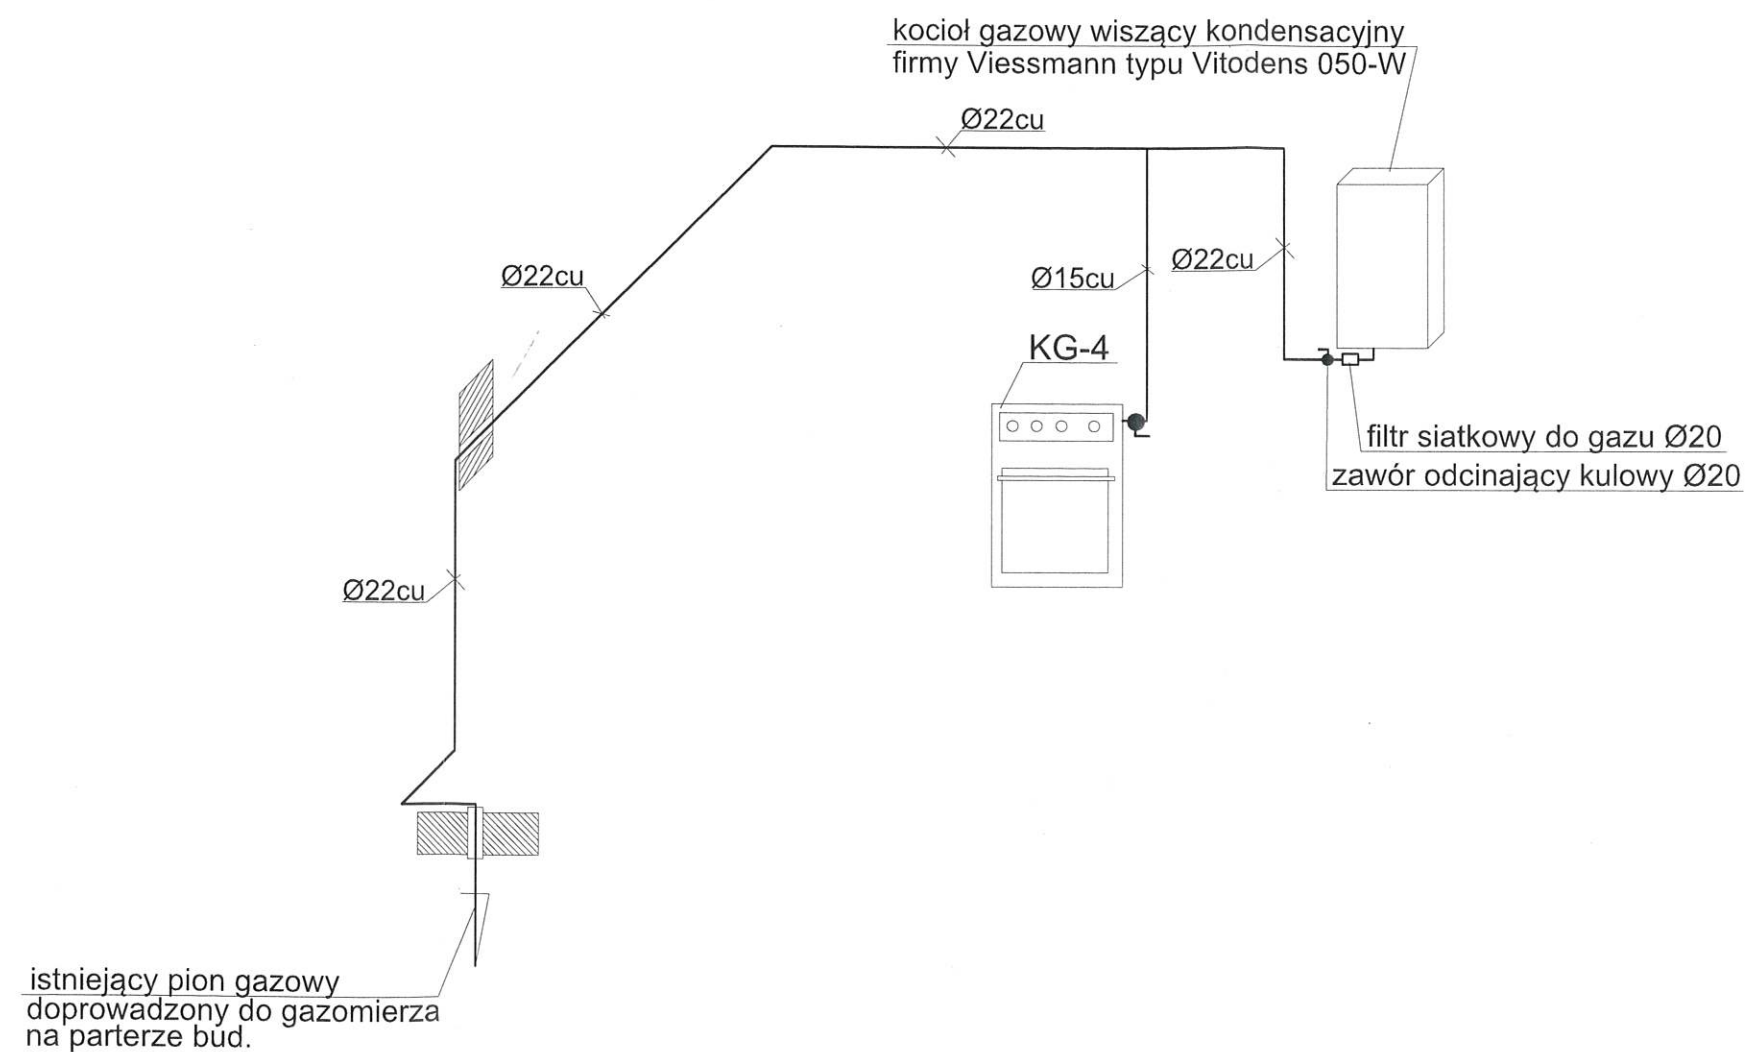 kocioł gazowy wiszący kondensacyjny
firmy Viessmann typu Vitodens 050-W
Ø22cu
Ø22cu
Ø15cu
Ø22cu
KG-4
filtr siatkowy do gazu Ø20
zawór odcinający kulowy Ø20
Ø22cu
istniejący pion gazowy
doprowadzony do gazomierza
na parterze bud.